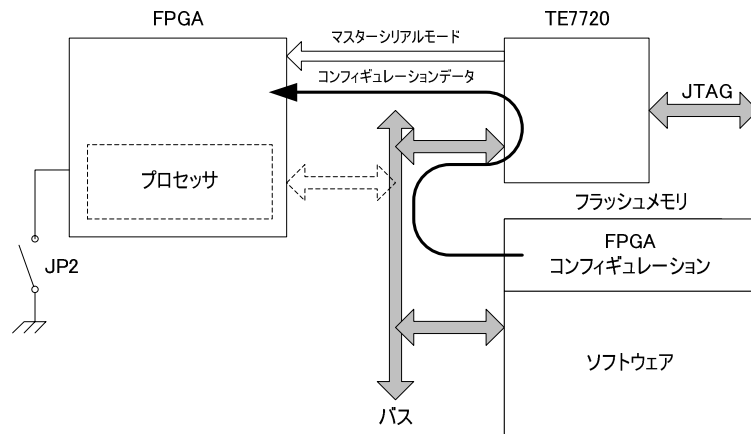 FPGA
TE7720
マスターシリアルモード
コンフィギュレーションデータ
JTAG
プロセッサ
フラッシュメモリ
FPGA
コンフィギュレーション
JP2
ソフトウェア
バス